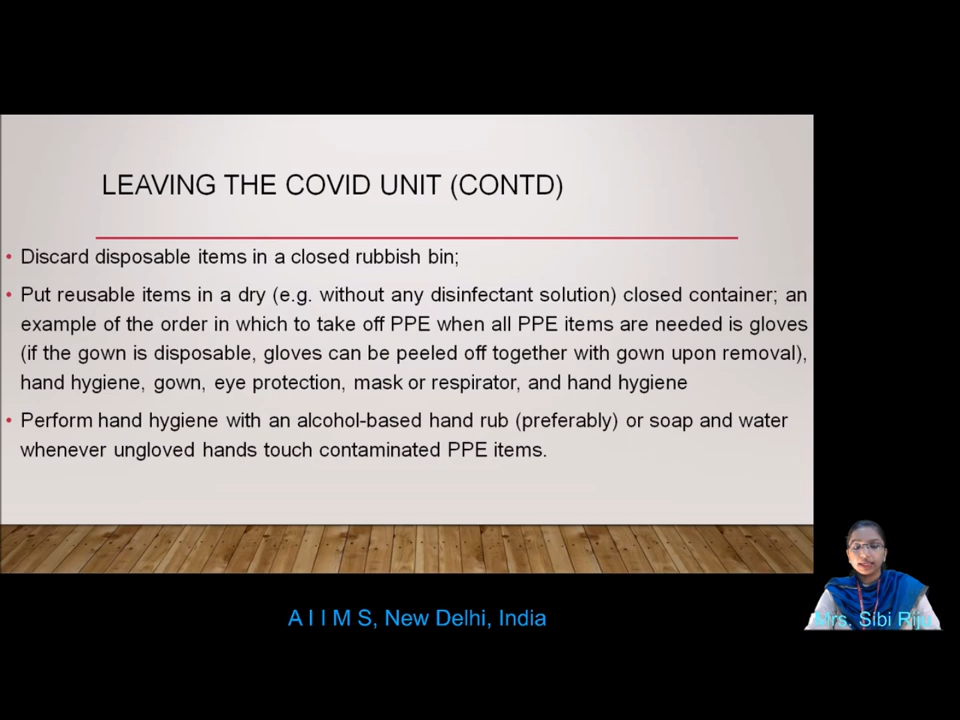 LEAVING THE COVID UNIT (CONTD)
• Discard disposable items in a closed rubbish bin;
• Put reusable items in a dry (e.g. without any disinfectant solution) closed container; an
example of the order in which to take off PPE when all PPE items are needed is gloves
(if the gown is disposable, gloves can be peeled off together with gown upon removal),
hand hygiene, gown, eye protection, mask or respirator, and hand hygiene
• Perform hand hygiene with an alcohol-based hand rub (preferably) or soap and water
whenever ungloved hands touch contaminated PPE items.
A I I M S, New Delhi, India
Mrs. Sibi Riju